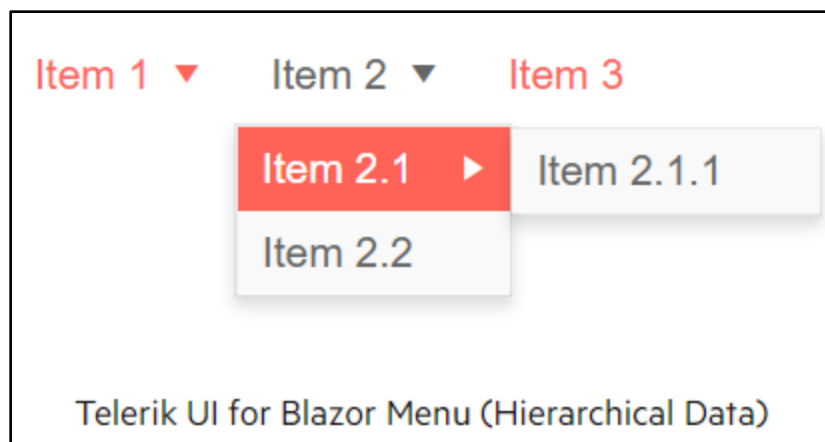 Item 1 Item 2 Item 3
Item 2.1 Item 2.1.1
Item 2.2
Telerik UI for Blazor Menu (Hierarchical Data)